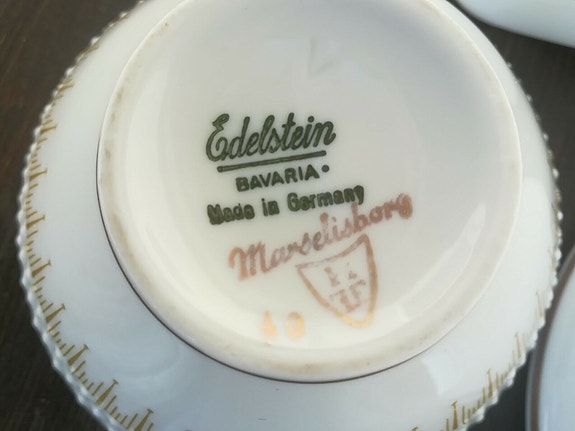 Edelstein
BAVARIA
Made in Germany
Marselisborg
40